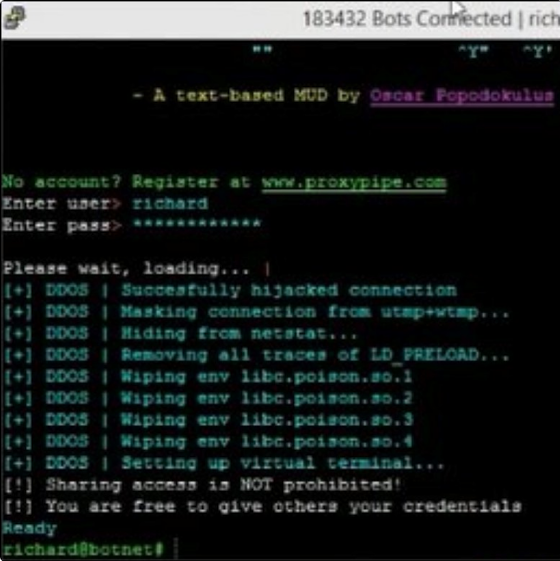 183432 Bots Connected | rich
"" ^Y" ^Y'
- A text-based MUD by Oscar Popodokulus
No account? Register at www.proxypipe.com
Enter user> richard
Enter pass> ************
Please wait, loading... |
[+] DDOS | Succesfully hijacked connection
[+] DDOS | Masking connection from utmp+wtmp...
[+] DDOS | Hiding from netstat...
[+] DDOS | Removing all traces of LD_PRELOAD...
[+] DDOS | Wiping env libc.poison.so.1
[+] DDOS | Wiping env libc.poison.so.2
[+] DDOS | Wiping env libc.poison.so.3
[+] DDOS | Wiping env libc.poison.so.4
[+] DDOS | Setting up virtual terminal...
[!] Sharing access is NOT prohibited!
[!] You are free to give others your credentials
Ready
richard@botnet#